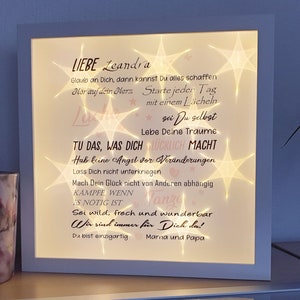 LIEBE Leandra
Glaub an Dich, dann kannst Du alles schaffen
Hör auf dein Herz. Starte jeden Tag
mit einem Lächeln
Lache
sei Du selbst
Lebe Deine Träume
TU DAS, WAS DICH GLÜCKLICH MACHT
Hab keine Angst vor Veränderungen
Lass Dich nicht unterkriegen
Mach Dein Glück nicht von Anderen abhängig
KÄMPFE WENN
ES NÖTIG IST Tanze
Sei wild, frech und wunderbar
Wir sind immer für Dich da!
Du bist einzigartig Mama und Papa